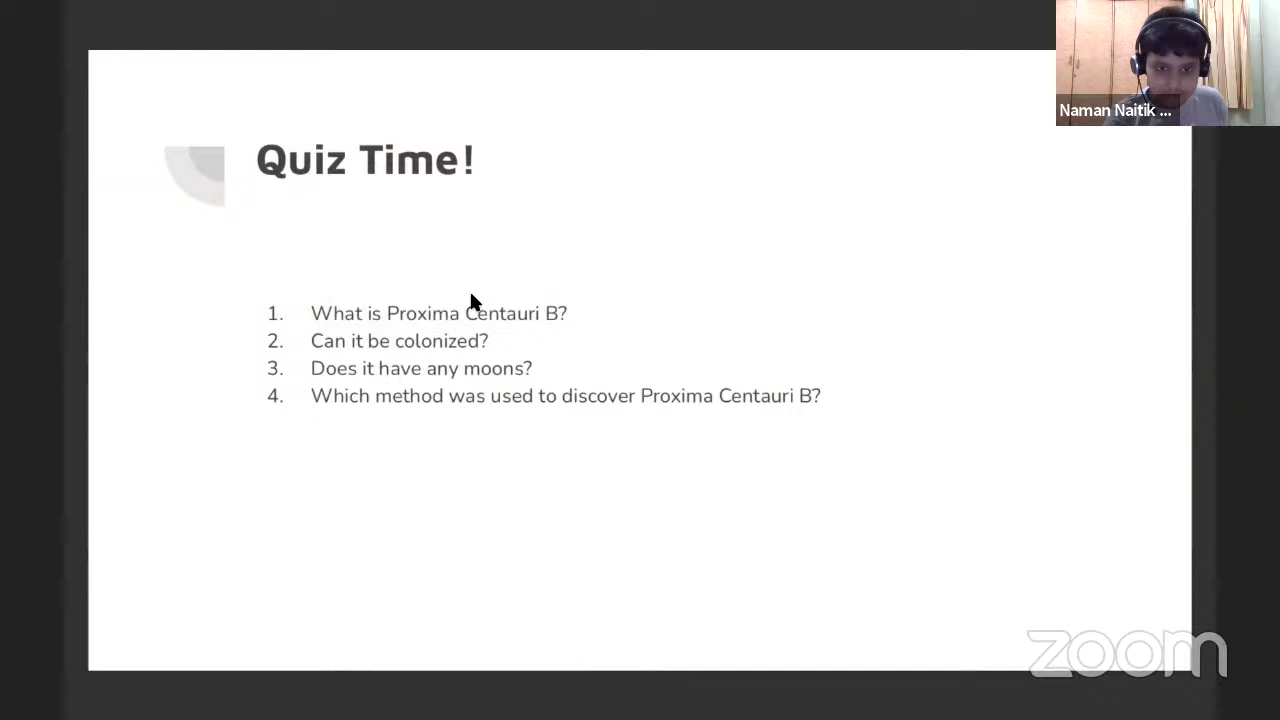 Naman Naitik ...
Quiz Time!
1. What is Proxima Centauri B?
2. Can it be colonized?
3. Does it have any moons?
4. Which method was used to discover Proxima Centauri B?
zoom